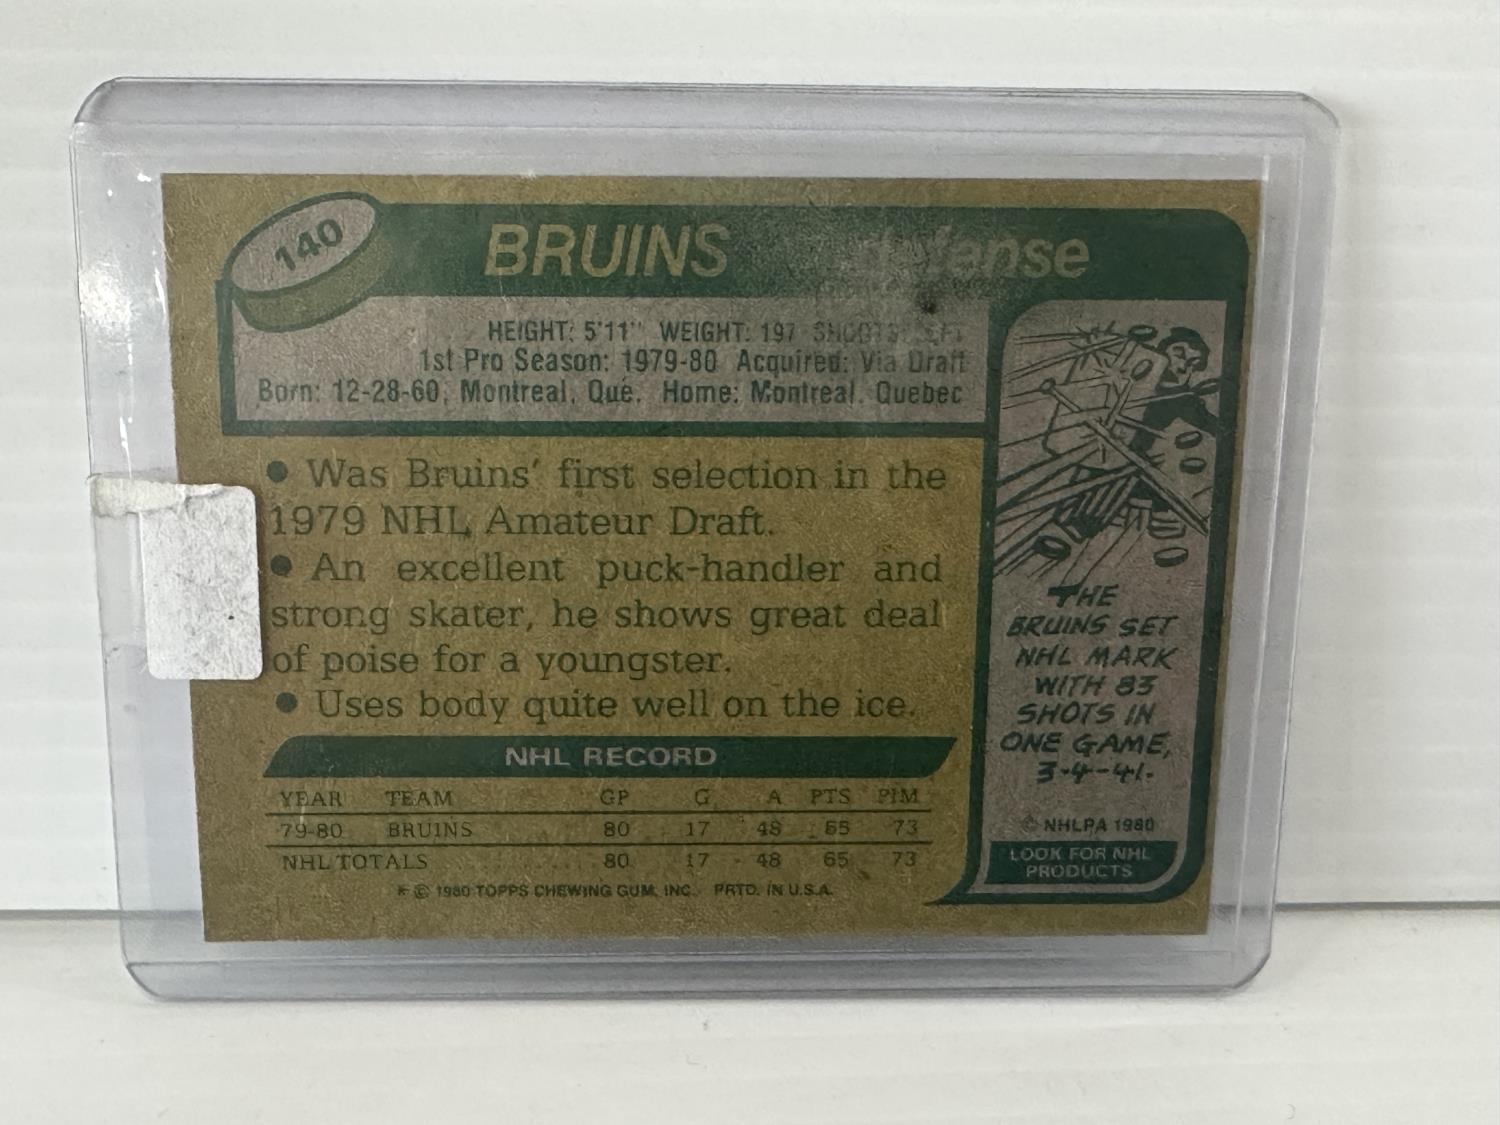 140
BRUINS defense
HEIGHT: 5'11" WEIGHT: 197 SHOOTS: LEFT
1st Pro Season: 1979-80 Acquired: Via Draft
Born: 12-28-60, Montreal, Que. Home: Montreal, Quebec
• Was Bruins' first selection in the
1979 NHL Amateur Draft.
• An excellent puck-handler and
strong skater, he shows great deal
of poise for a youngster.
• Uses body quite well on the ice.
NHL RECORD
YEAR TEAM GP G A PTS PIM
79-80 BRUINS 80 17 48 65 73
NHL TOTALS 80 17 48 65 73
* © 1980 TOPPS CHEWING GUM, INC. PRTD. IN U.S.A.
THE
BRUINS SET
NHL MARK
WITH 83
SHOTS IN
ONE GAME,
3-4-41.
© NHLPA 1980
LOOK FOR NHL
PRODUCTS